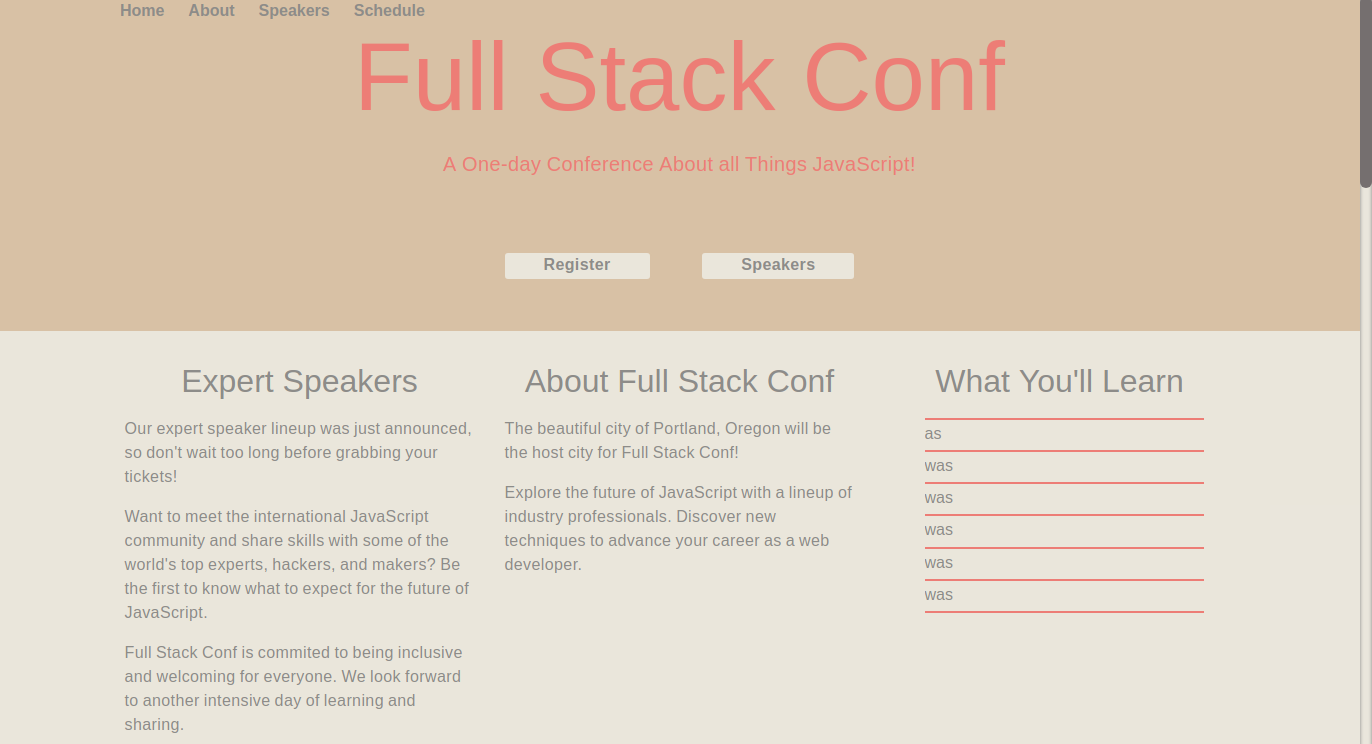 Home About Speakers Schedule
Full Stack Conf
A One-day Conference About all Things JavaScript!
Register Speakers
Expert Speakers
Our expert speaker lineup was just announced,
so don't wait too long before grabbing your
tickets!
Want to meet the international JavaScript
community and share skills with some of the
world's top experts, hackers, and makers? Be
the first to know what to expect for the future of
JavaScript.
Full Stack Conf is commited to being inclusive
and welcoming for everyone. We look forward
to another intensive day of learning and
sharing.
About Full Stack Conf
The beautiful city of Portland, Oregon will be
the host city for Full Stack Conf!
Explore the future of JavaScript with a lineup of
industry professionals. Discover new
techniques to advance your career as a web
developer.
What You'll Learn
as
was
was
was
was
was